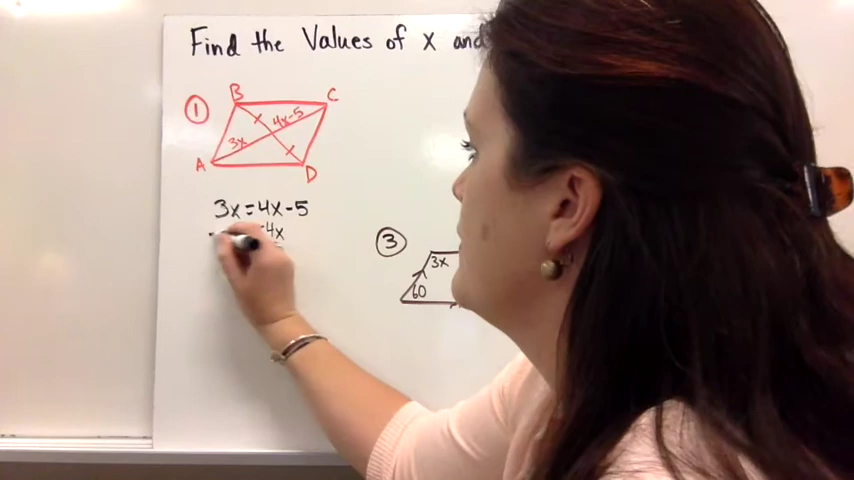 Find the Values of x and
1
B
C
4x-5
3x
A
D
3x=4x-5
-4x
3
3x
60